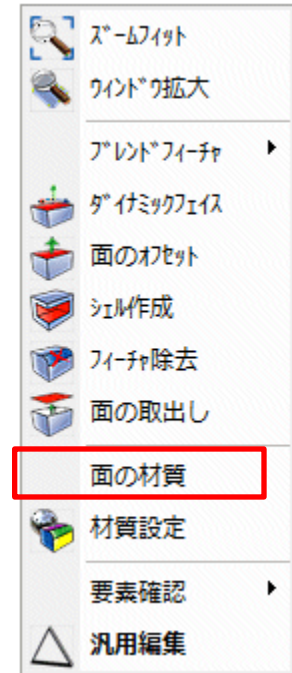 ｽﾞｰﾑﾌｨｯﾄ
ｳｨﾝﾄﾞｳ拡大
ﾌﾞﾚﾝﾄﾞﾌｨｰﾁｬ
ﾀﾞｲﾅﾐｯｸﾌｪｲｽ
面のｵﾌｾｯﾄ
ｼｪﾙ作成
ﾌｨｰﾁｬ除去
面の取出し
面の材質
材質設定
要素確認
汎用編集